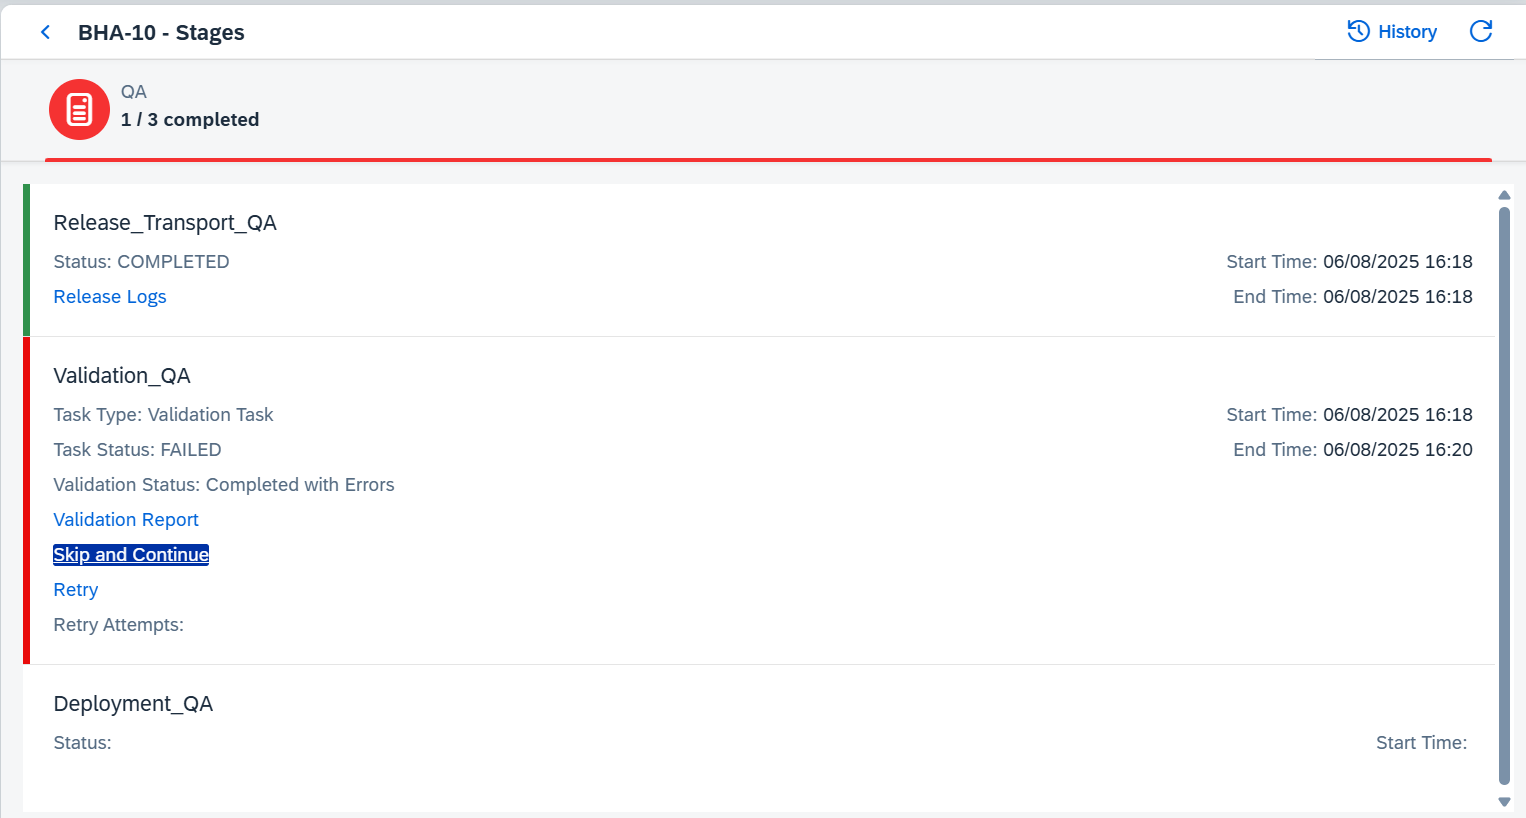 BHA-10 - Stages
History
QA
1 / 3 completed
Release_Transport_QA
Status: COMPLETED
Start Time: 06/08/2025 16:18
Release Logs
End Time: 06/08/2025 16:18
Validation_QA
Task Type: Validation Task
Start Time: 06/08/2025 16:18
Task Status: FAILED
End Time: 06/08/2025 16:20
Validation Status: Completed with Errors
Validation Report
Skip and Continue
Retry
Retry Attempts:
Deployment_QA
Status:
Start Time: